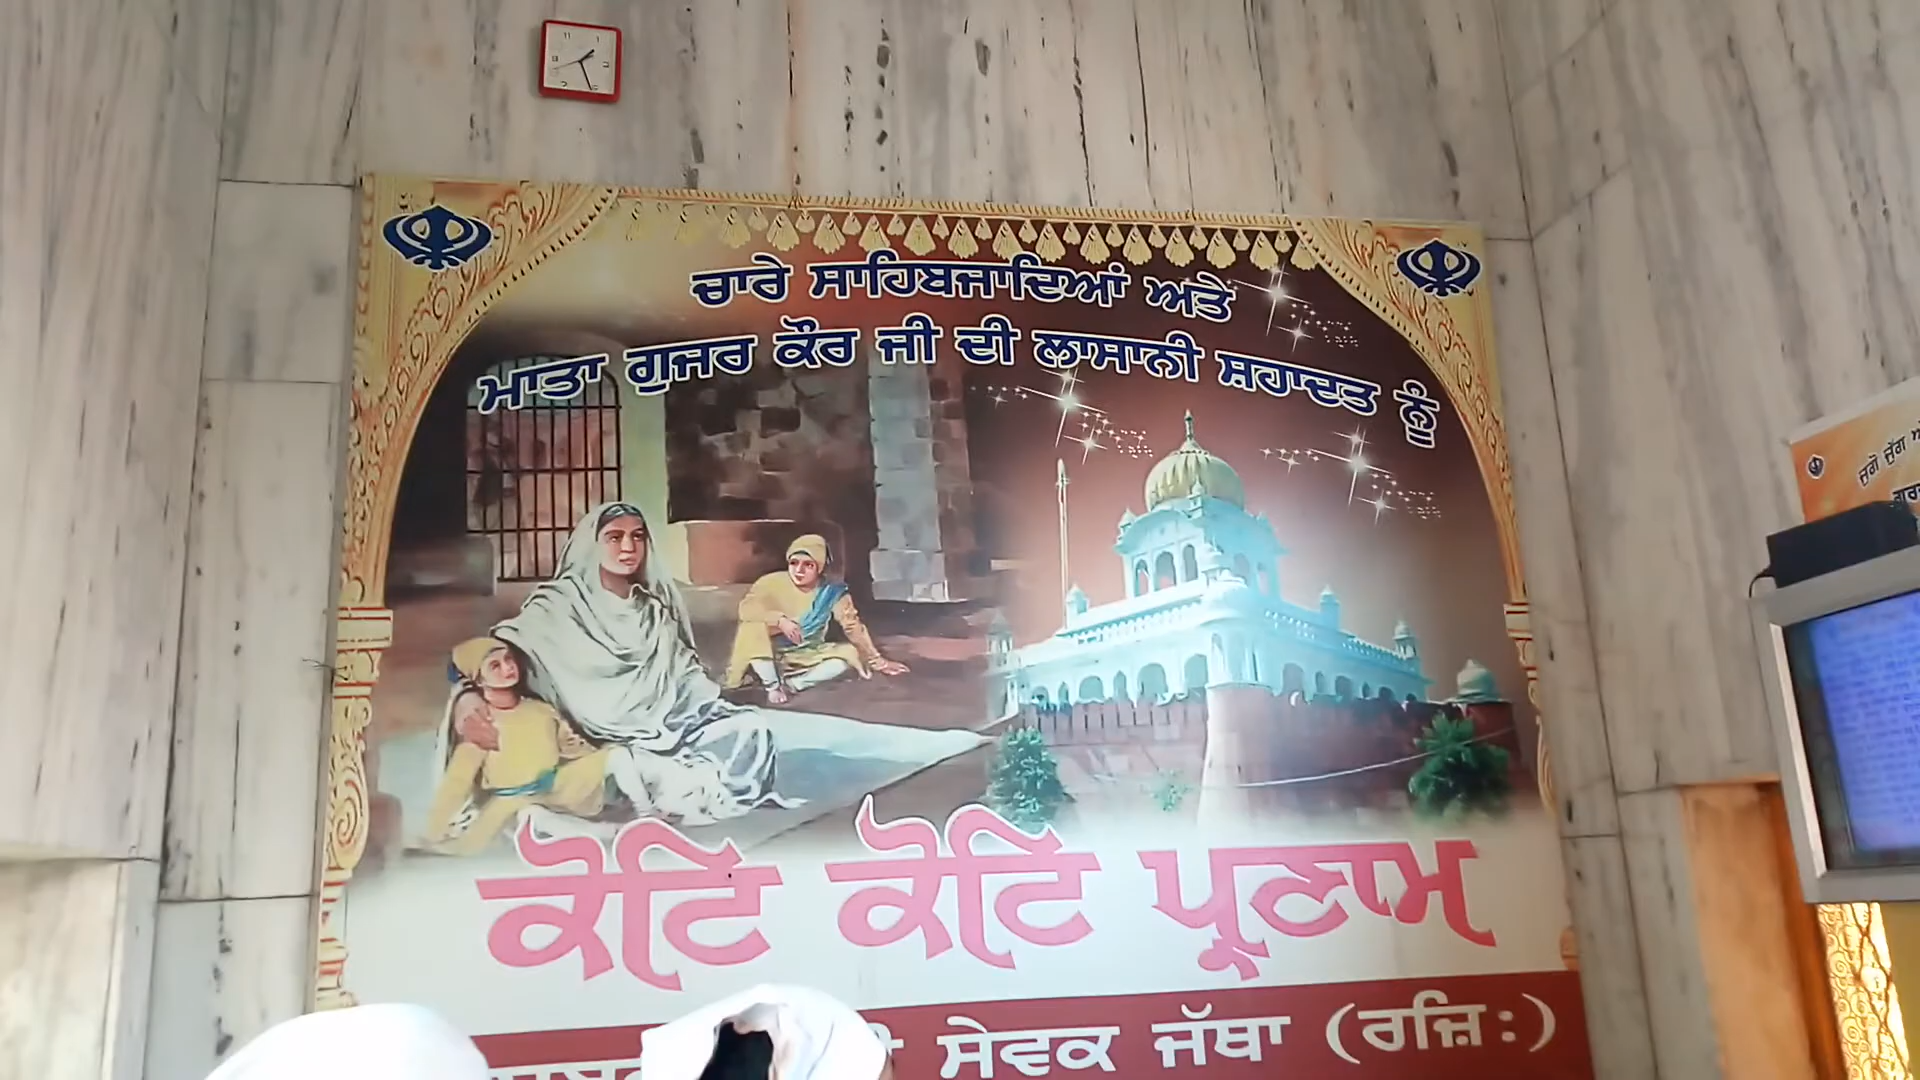 ਚਾਰੇ ਸਾਹਿਬਜਾਦਿਆਂ ਅਤੇ
ਮਾਤਾ ਗੁਜਰ ਕੌਰ ਜੀ ਦੀ ਲਾਸਾਨੀ ਸ਼ਹਾਦਤ ਨੂੰ
ਕੋਟਿ ਕੋਟਿ ਪ੍ਰਣਾਮ
ਸੇਵਕ ਜੱਥਾ (ਰਜ਼ਿ:)
ਜੁਗੋ ਜੁਗ